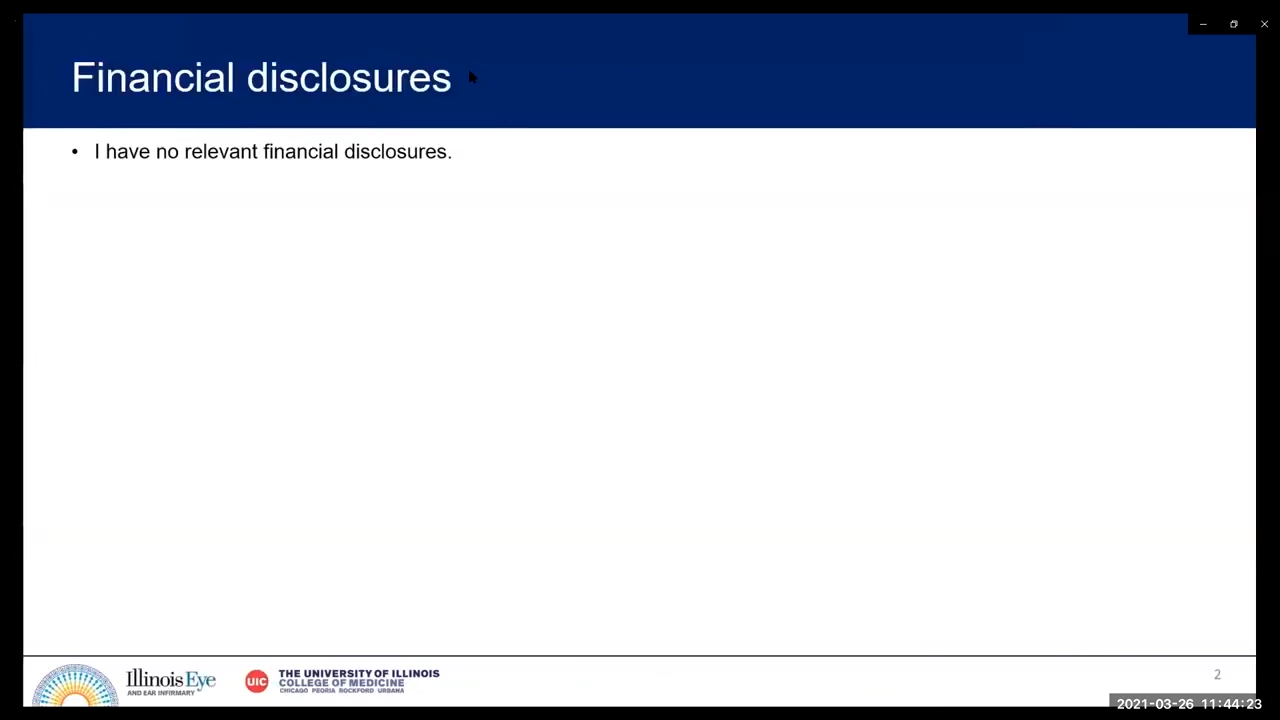 Financial disclosures
• I have no relevant financial disclosures.
Illinois Eye
AND EAR INFIRMARY
UIC
THE UNIVERSITY OF ILLINOIS
COLLEGE OF MEDICINE
CHICAGO PEORIA ROCKFORD URBANA
2
2021-03-26 11:44:23